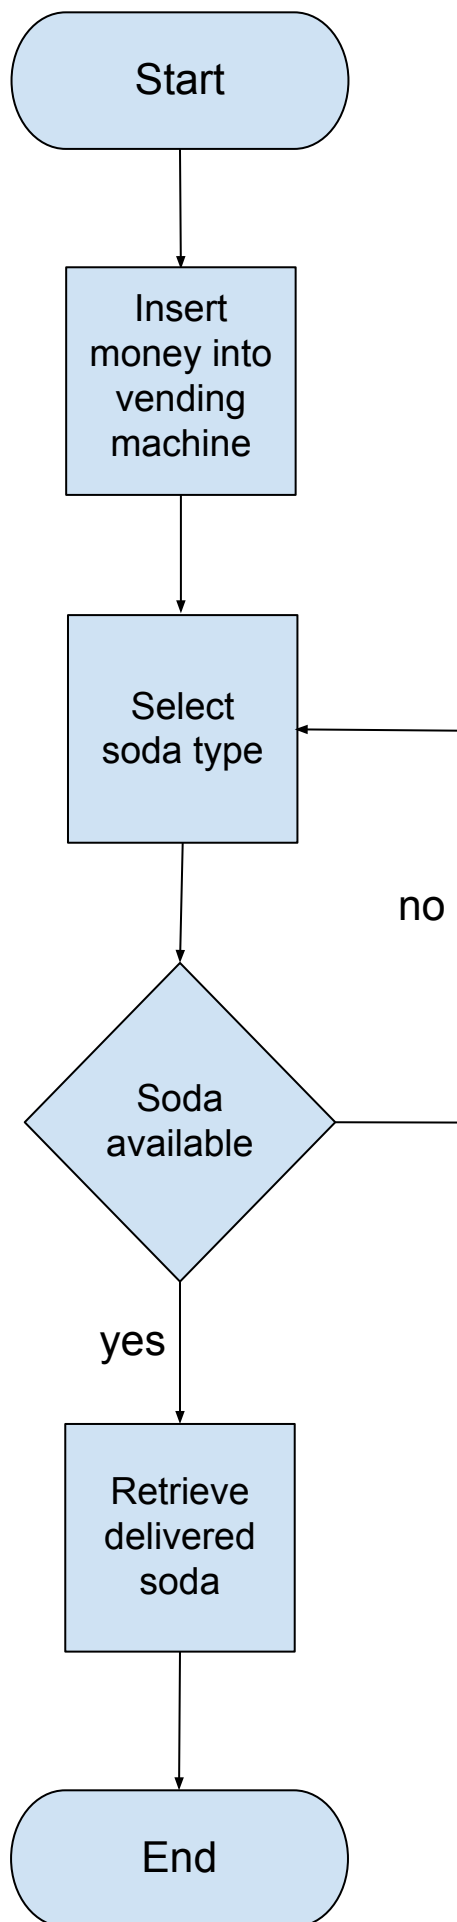 Start
Insert
money into
vending
machine
Select
soda type
no
Soda
available
yes
Retrieve
delivered
soda
End